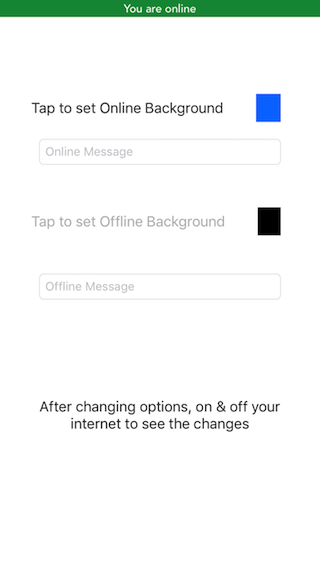 You are online
Tap to set Online Background
Online Message
Tap to set Offline Background
Offline Message
After changing options, on & off your
internet to see the changes